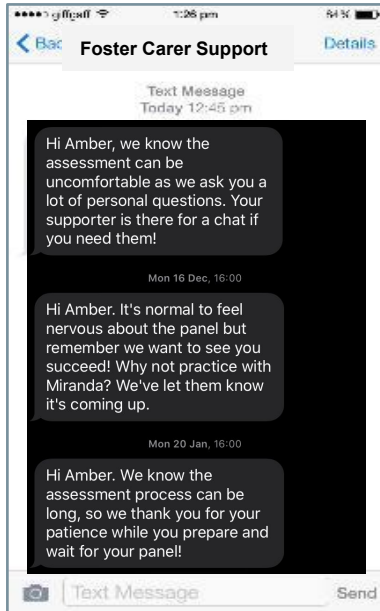 giffgaff
1:26 pm
84%
Bac
Foster Carer Support
Details
Text Message
Today 12:45 pm
Hi Amber, we know the
assessment can be
uncomfortable as we ask you a
lot of personal questions. Your
supporter is there for a chat if
you need them!
Mon 16 Dec, 16:00
Hi Amber. It's normal to feel
nervous about the panel but
remember we want to see you
succeed! Why not practice with
Miranda? We've let them know
it's coming up.
Mon 20 Jan, 16:00
Hi Amber. We know the
assessment process can be
long, so we thank you for your
patience while you prepare and
wait for your panel!
Text Message
Send